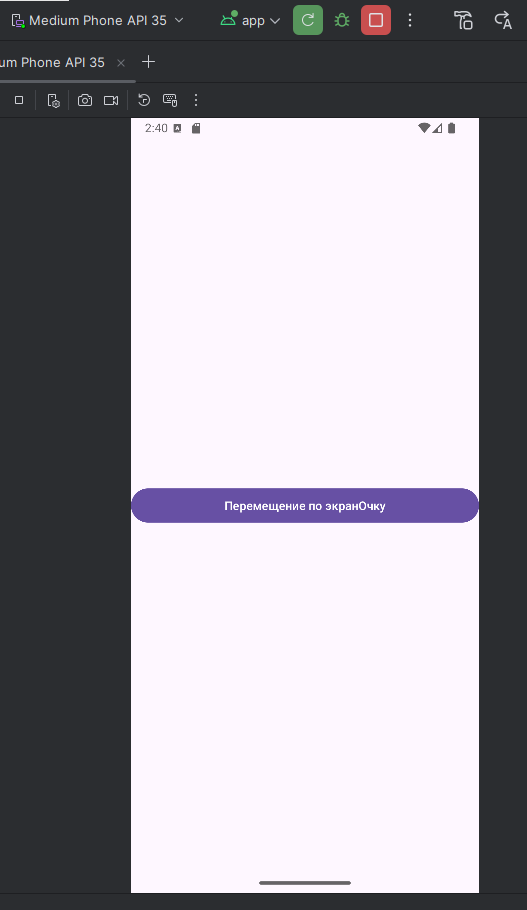 Medium Phone API 35
app
um Phone API 35
2:40
Перемещение по экранОчку